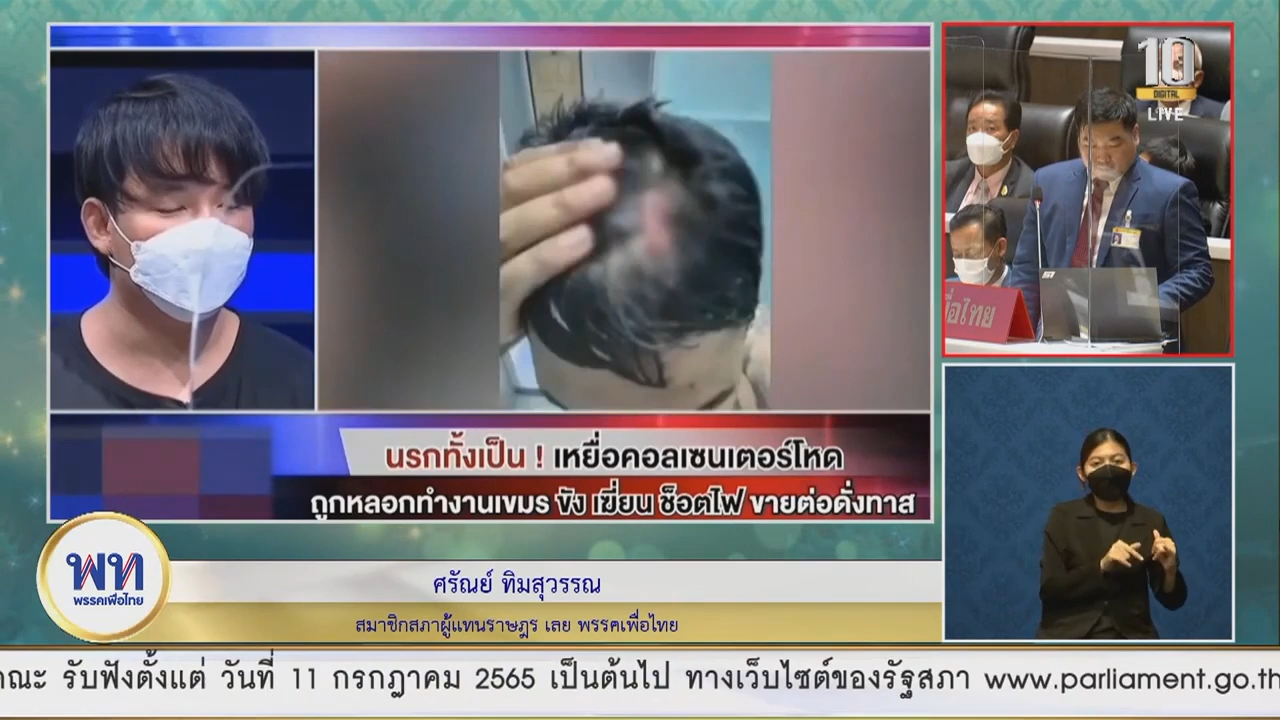 10
DIGITAL
LIVE
นรกทั้งเป็น ! เหยื่อคอลเซนเตอร์โหด
ถูกหลอกทำงานเขมร ขัง เฆี่ยน ช็อตไฟ ขายต่อดั่งทาส
เพื่อไทย
พท
พรรคเพื่อไทย
ศรัณย์ ทิมสุวรรณ
สมาชิกสภาผู้แทนราษฎร เลย พรรคเพื่อไทย
รับฟังตั้งแต่ วันที่ 11 กรกฎาคม 2565 เป็นต้นไป ทางเว็บไซต์ของรัฐสภา www.parliament.go.th